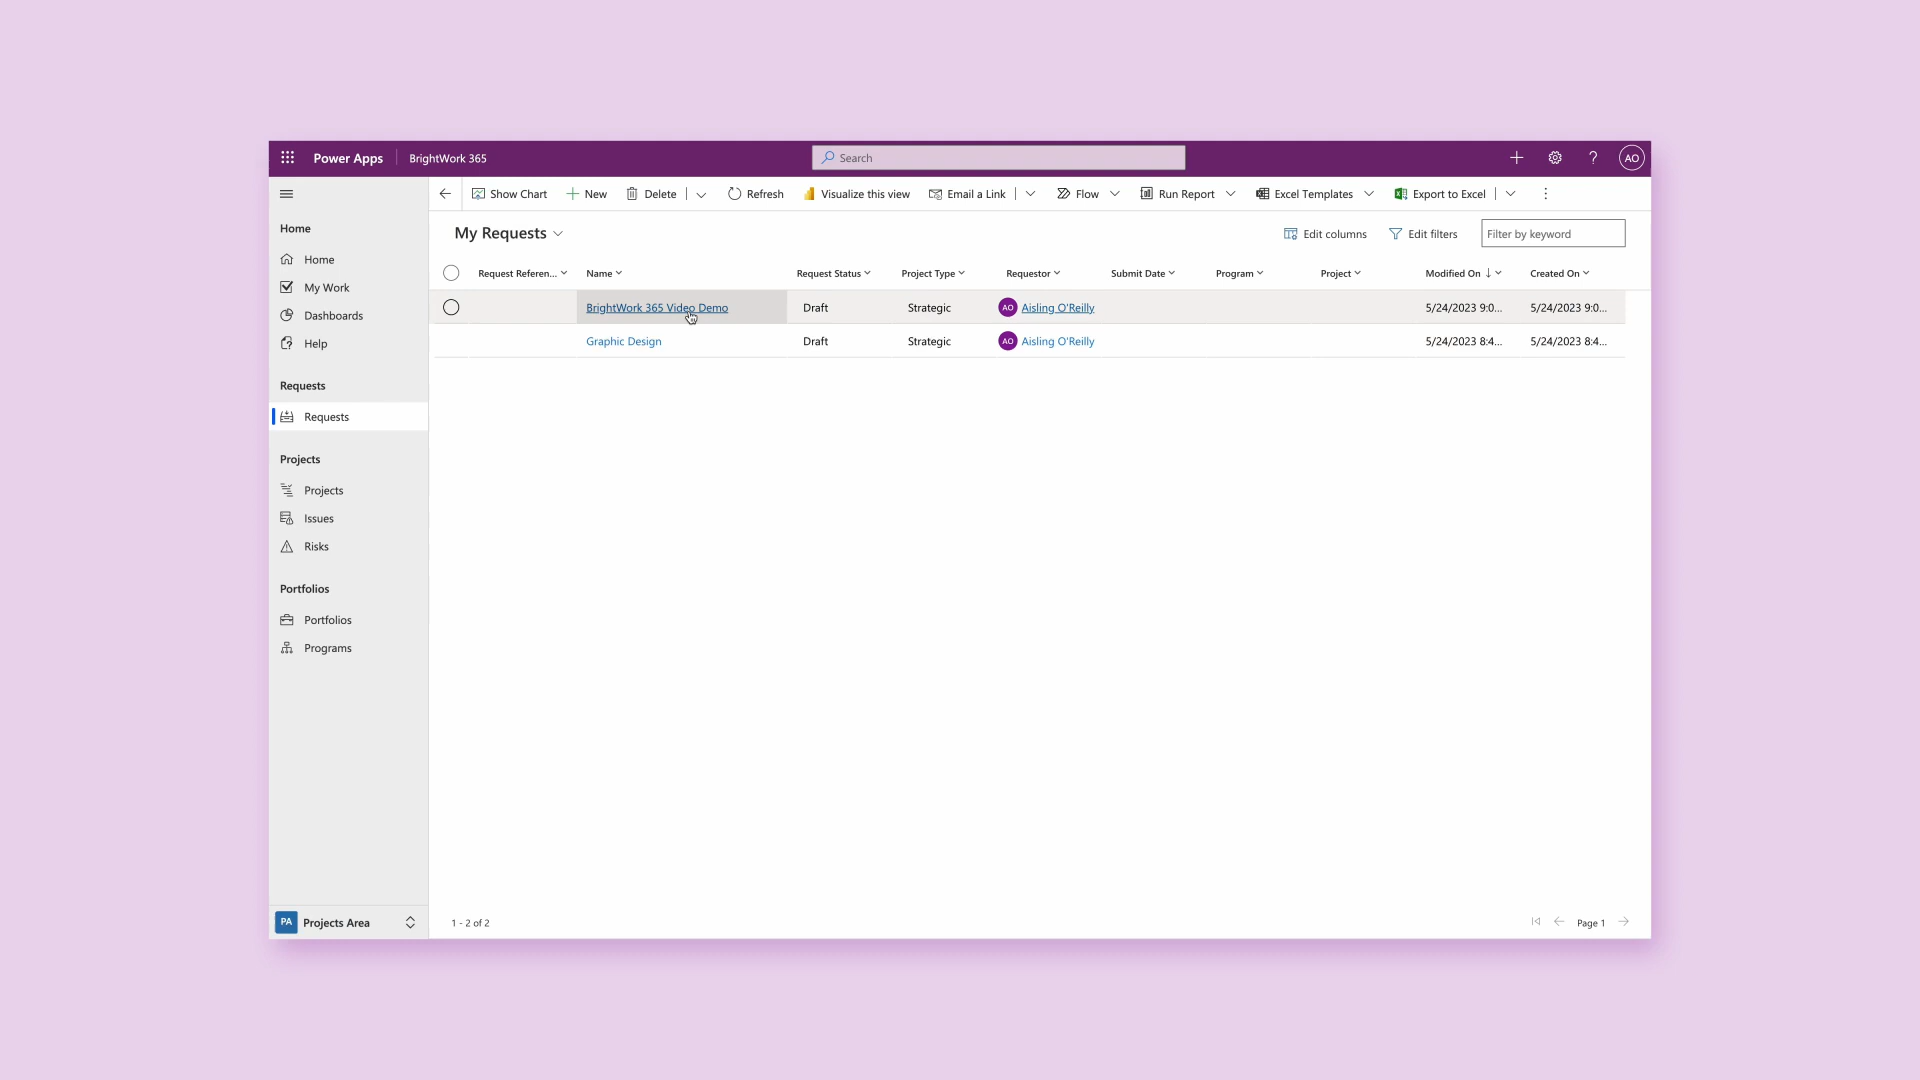 Power Apps BrightWork 365 Search ? AO
Show Chart New Delete Refresh Visualize this view Email a Link Flow Run Report Excel Templates Export to Excel
Home
Home
My Work
Dashboards
Help
Requests
Requests
Projects
Projects
Issues
Risks
Portfolios
Portfolios
Programs
PA Projects Area
My Requests Edit columns Edit filters Filter by keyword
Request Referen... Name Request Status Project Type Requestor Submit Date Program Project Modified On Created On
BrightWork 365 Video Demo Draft Strategic AO Aisling O'Reilly 5/24/2023 9:0... 5/24/2023 9:0...
Graphic Design Draft Strategic AO Aisling O'Reilly 5/24/2023 8:4... 5/24/2023 8:4...
1 - 2 of 2 Page 1